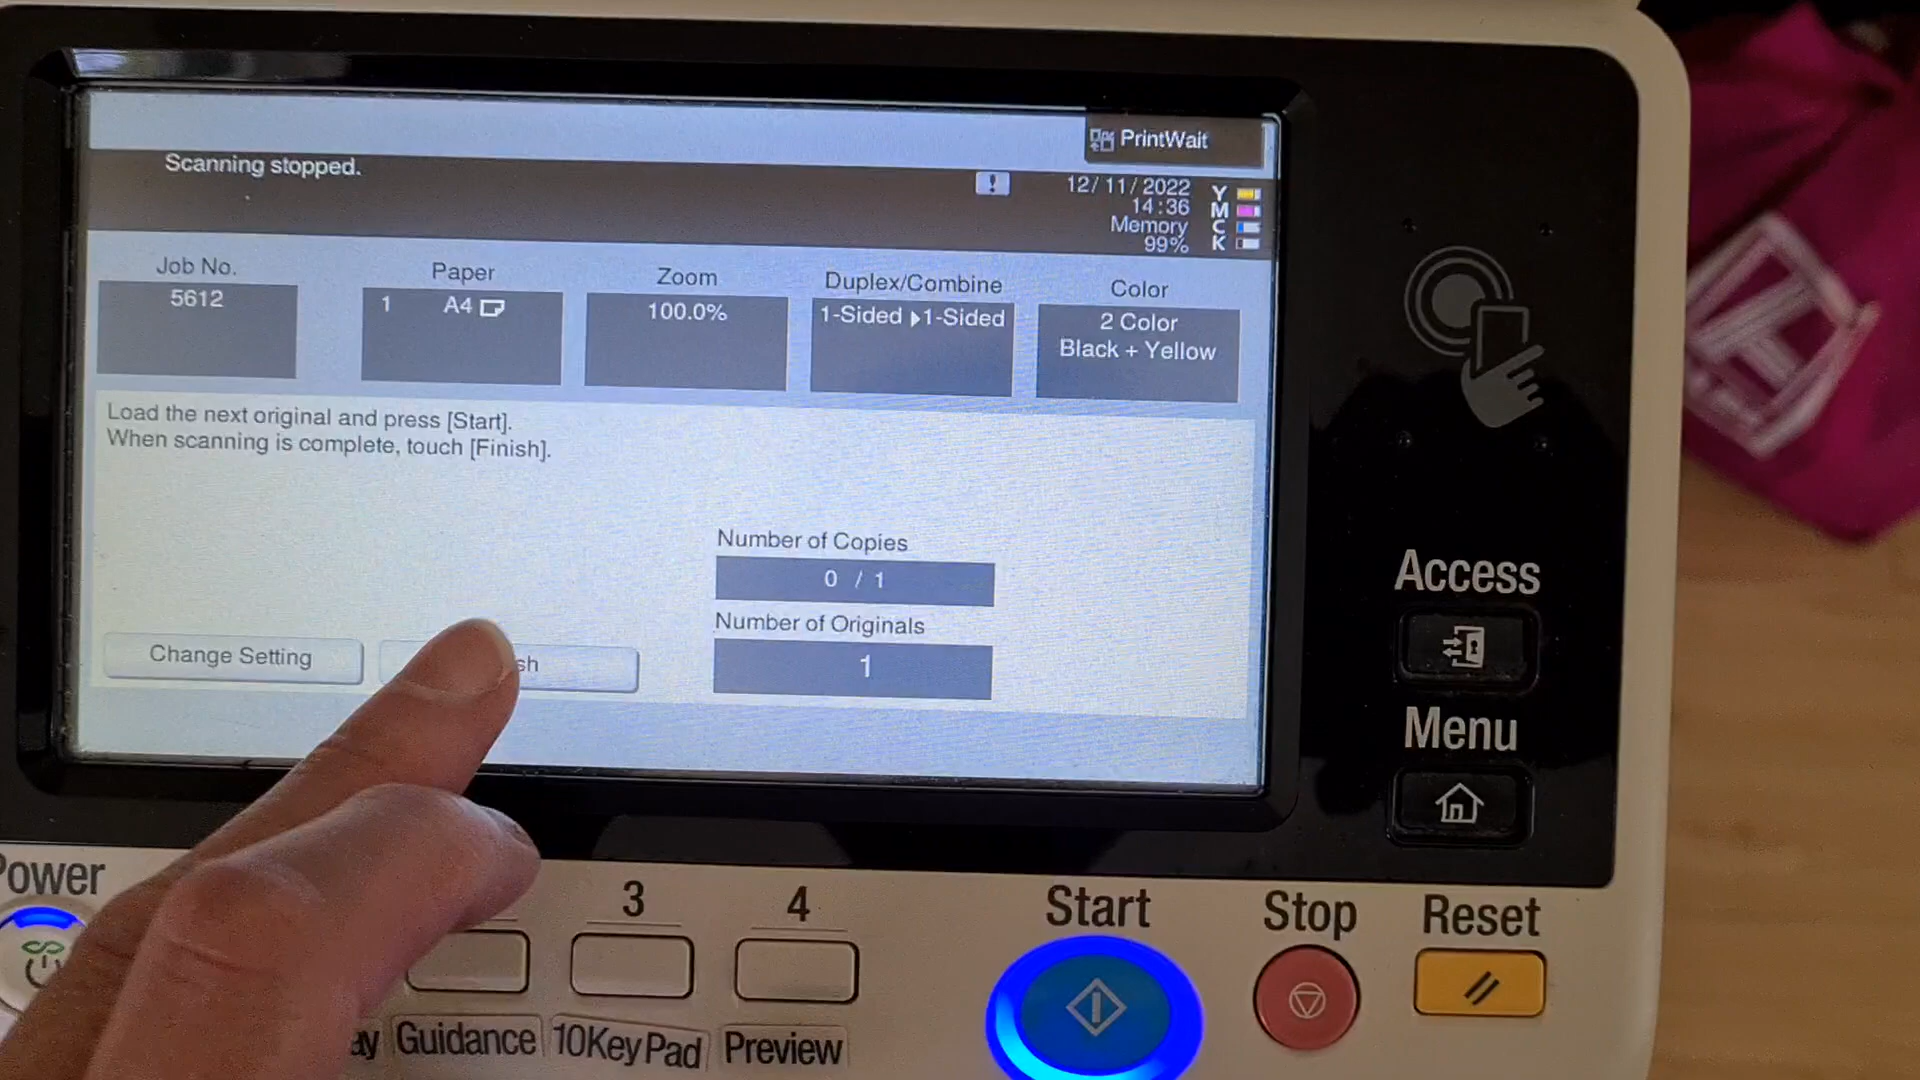 PrintWait
Scanning stopped.
!
12/11/2022
14:36
Memory
99%
Y
M
C
K
Job No.
5612
Paper
1 A4
Zoom
100.0%
Duplex/Combine
1-Sided ▶ 1-Sided
Color
2 Color
Black + Yellow
Load the next original and press [Start].
When scanning is complete, touch [Finish].
Number of Copies
0 / 1
Number of Originals
1
Change Setting
sh
Access
Menu
Power
3
4
Start
Stop
Reset
Guidance
10KeyPad
Preview